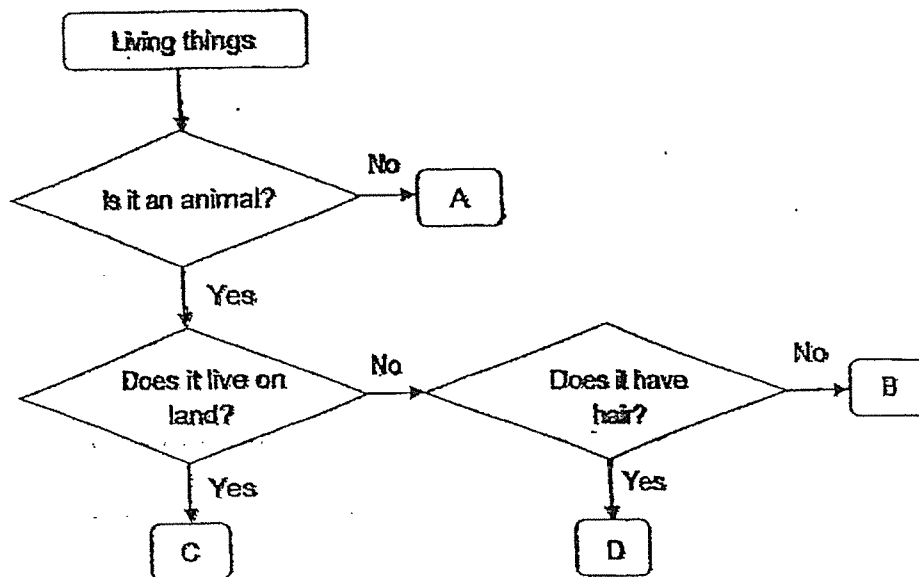 Living things
Is it an animal?
No
A
Yes
Does it live on
land?
No
Does it have
hair?
No
B
Yes
C
Yes
D